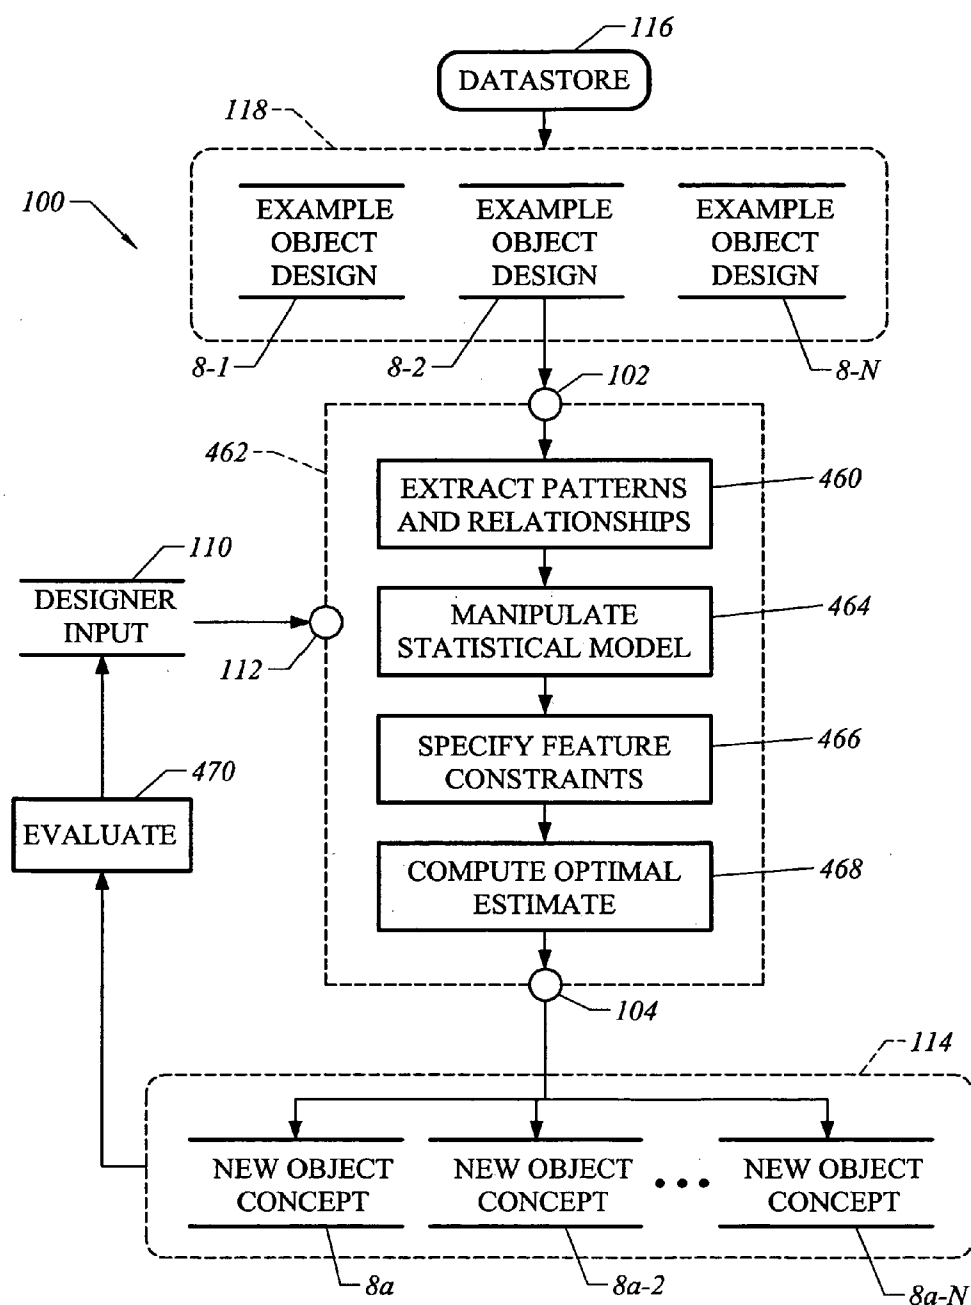 116
DATASTORE
118
100
EXAMPLE OBJECT DESIGN
EXAMPLE OBJECT DESIGN
EXAMPLE OBJECT DESIGN
8-1
8-2
8-N
102
462
EXTRACT PATTERNS
AND RELATIONSHIPS
460
110
DESIGNER
INPUT
112
MANIPULATE
STATISTICAL MODEL
464
SPECIFY FEATURE
CONSTRAINTS
466
470
EVALUATE
COMPUTE OPTIMAL
ESTIMATE
468
104
114
NEW OBJECT
CONCEPT
NEW OBJECT
CONCEPT
•••
NEW OBJECT
CONCEPT
8a
8a-2
8a-N